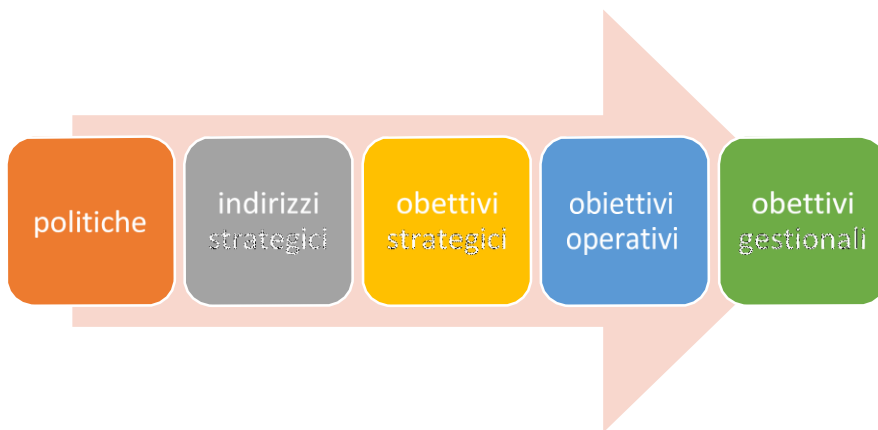 politiche
indirizzi
strategici
obettivi
strategici
obiettivi
operativi
obettivi
gestionali